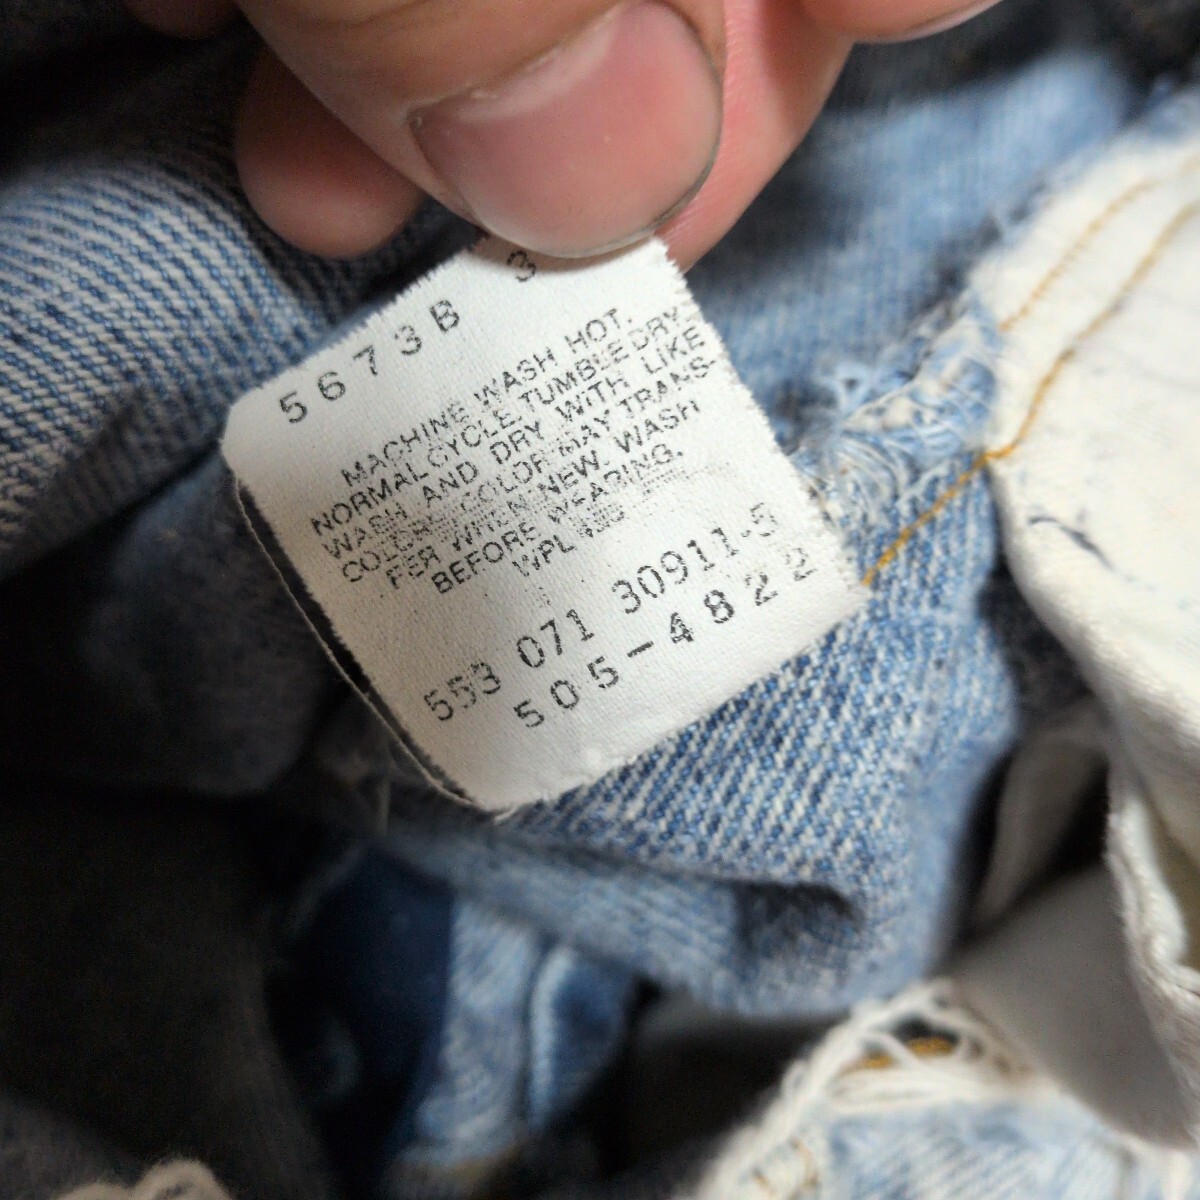 5673B 3
MACHINE WASH HOT.
NORMAL CYCLE, TUMBLE DRY.
WASH AND DRY WITH LIKE
COLORS. COLOR MAY TRANS-
FER WHEN NEW. WASH
BEFORE WEARING.
WPL
553 071 30911-5
505-4822